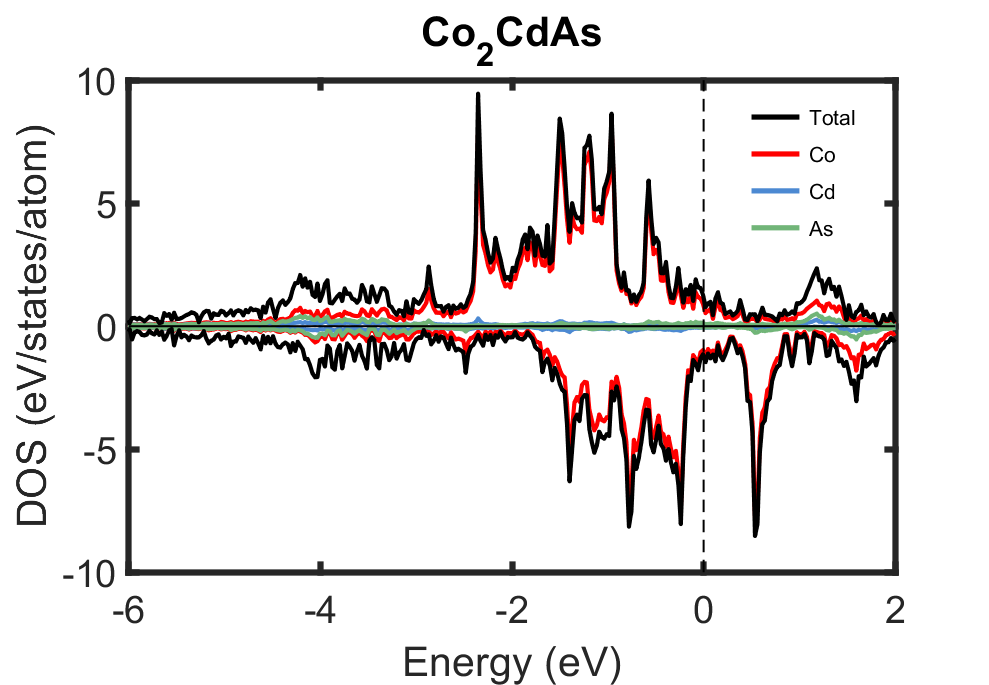 Co₂CdAs
DOS (eV/states/atom)
10
5
0
-5
-10
Total
Co
Cd
As
-6 -4 -2 0 2
Energy (eV)